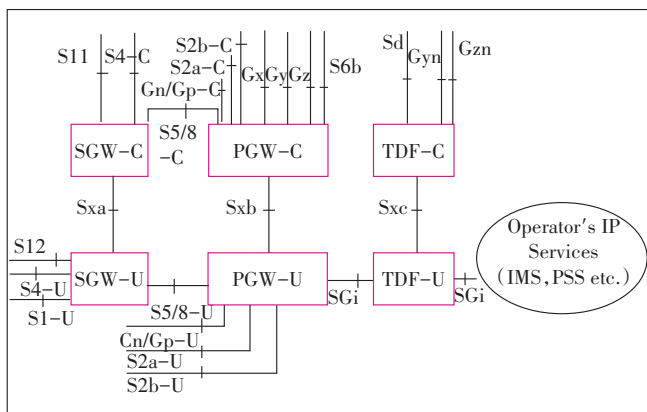 S11
S4-C
S2b-C
S2a-C
Gn/Gp-C
Gx
Gy
Gz
S6b
Sd
Gyn
Gzn
S5/8
-C
SGW-C
PGW-C
TDF-C
Sxa
Sxb
Sxc
S12
S4-U
S1-U
SGW-U
PGW-U
TDF-U
S5/8-U
SGi
SGi
Cn/Gp-U
S2a-U
S2b-U
Operator's IP
Services
(IMS,PSS etc.)